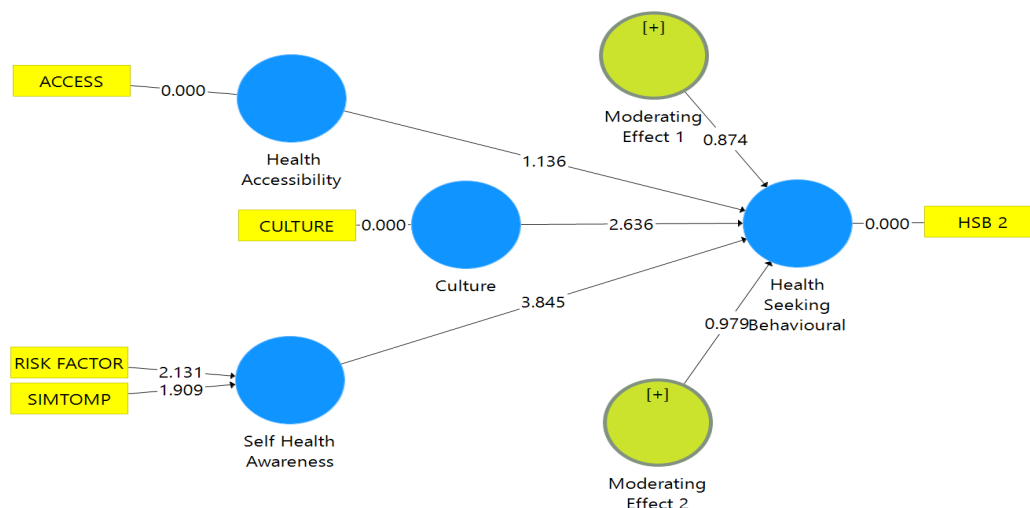 [+]
ACCESS
0.000
Moderating
Effect 1
0.874
Health
Accessibility
1.136
CULTURE
0.000
2.636
0.000
HSB 2
Culture
Health
Seeking
Behavioural
3.845
0.979
RISK FACTOR
2.131
SIMTOMP
1.909
[+]
Self Health
Awareness
Moderating
Effect 2